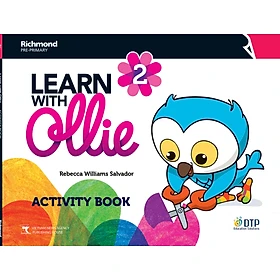 Richmond
PRE-PRIMARY
LEARN 2
WITH
Ollie
Rebecca Williams Salvador
ACTIVITY BOOK
DTP
Education Solutions